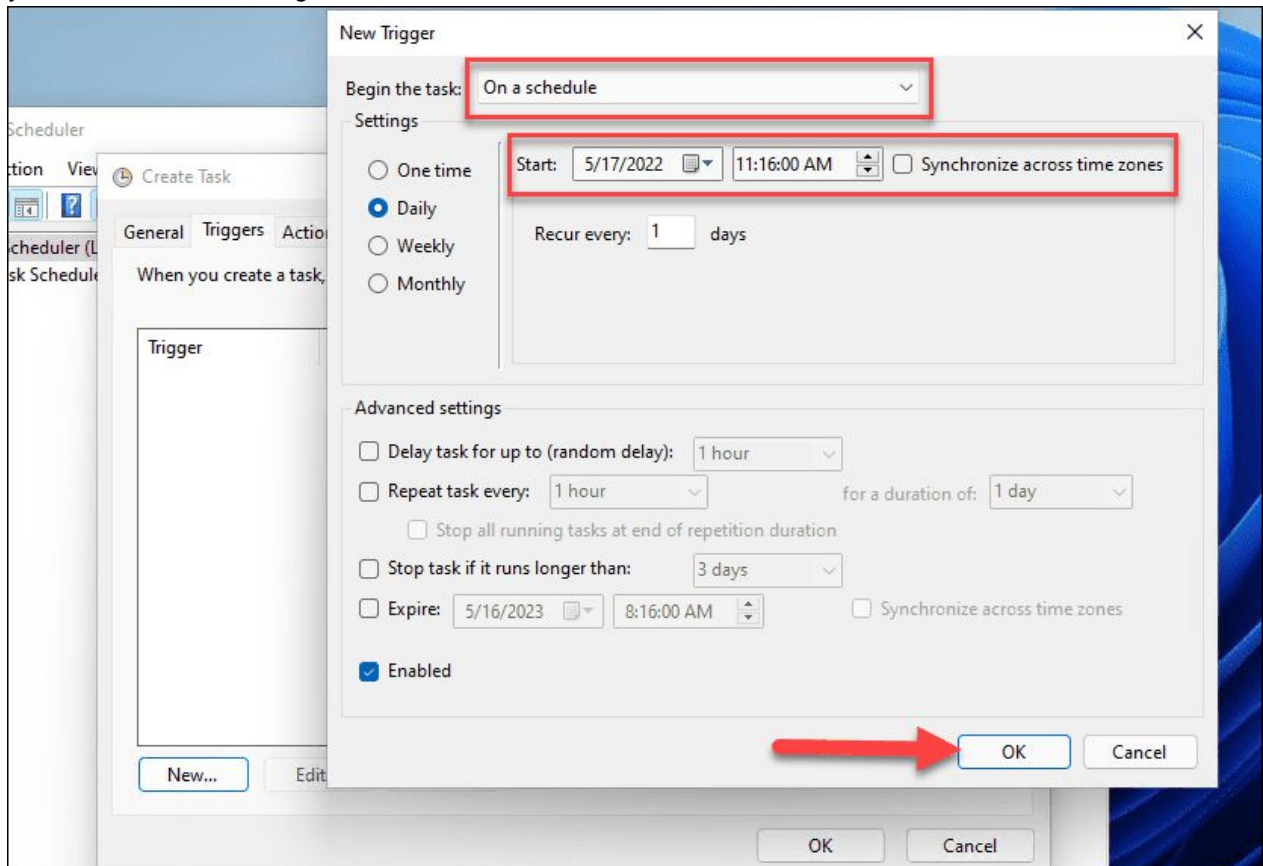 New Trigger
Begin the task: On a schedule
Settings
One time
Daily
Weekly
Monthly
Start: 5/17/2022 11:16:00 AM Synchronize across time zones
Recur every: 1 days
Advanced settings
Delay task for up to (random delay): 1 hour
Repeat task every: 1 hour for a duration of: 1 day
Stop all running tasks at end of repetition duration
Stop task if it runs longer than: 3 days
Expire: 5/16/2023 8:16:00 AM Synchronize across time zones
Enabled
OK Cancel
Scheduler
ction View
Create Task
General Triggers Actio
cheduler (L
sk Schedule
When you create a task,
Trigger
New... Edit
OK Cancel